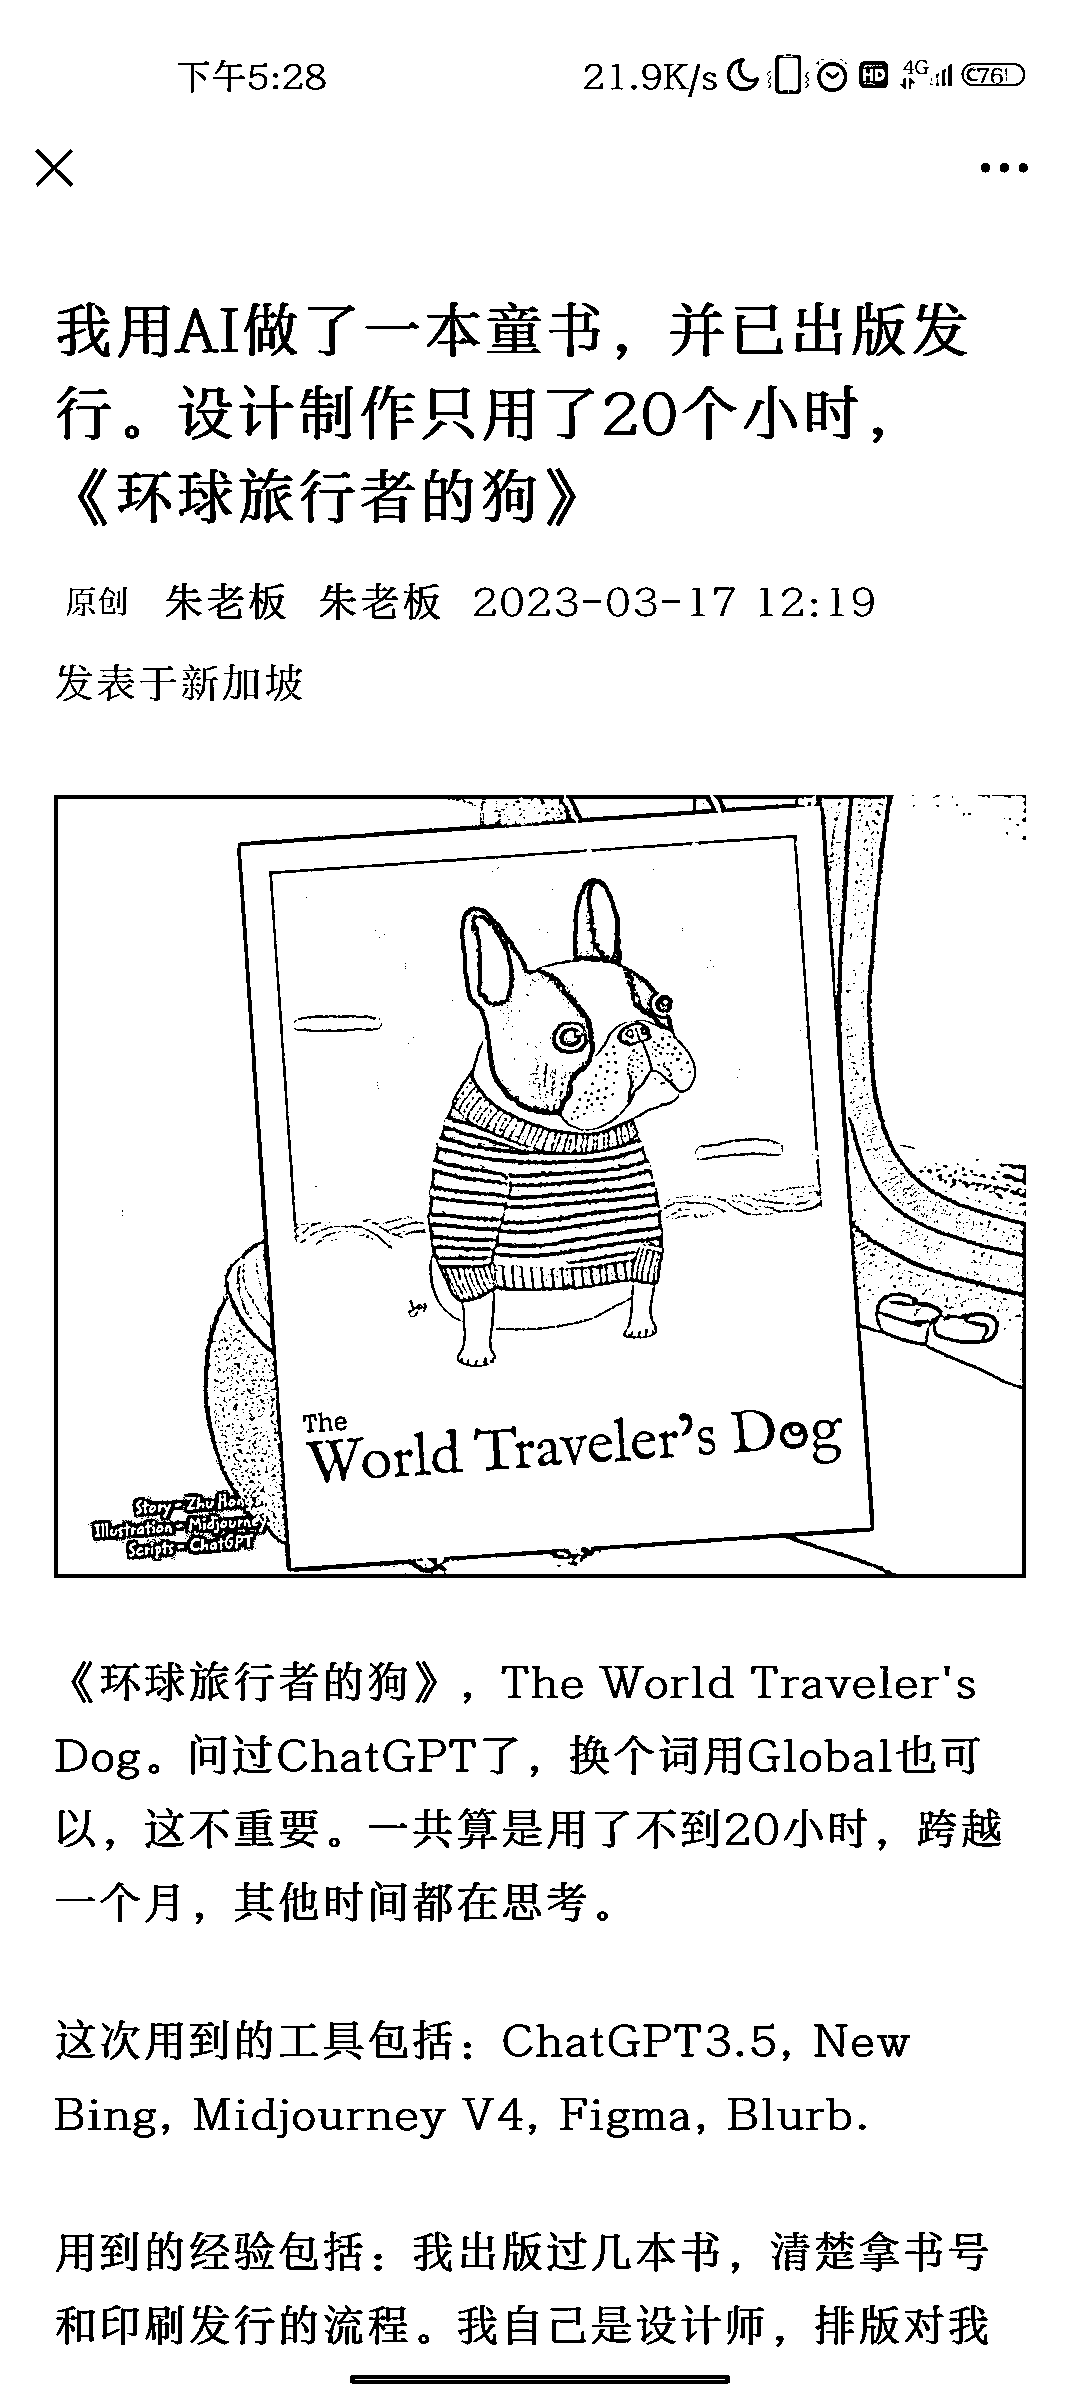 下午5:28
21.9K/s HD 4G 76
我用AI做了一本童书，并已出版发
行。设计制作只用了20个小时，
《环球旅行者的狗》
原创 朱老板 朱老板 2023-03-17 12:19
发表于新加坡
The
World Traveler's Dog
Story - Zhu Hong
Illustration - Midjourney
Scripts - ChatGPT
《环球旅行者的狗》，The World Traveler's
Dog。问过ChatGPT了，换个词用Global也可
以，这不重要。一共算是用了不到20小时，跨越
一个月，其他时间都在思考。
这次用到的工具包括：ChatGPT3.5, New
Bing, Midjourney V4, Figma, Blurb.
用到的经验包括：我出版过几本书，清楚拿书号
和印刷发行的流程。我自己是设计师，排版对我